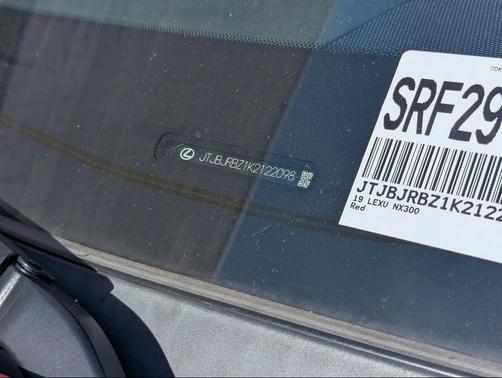 JTJBJRBZ1K2122098
SRF29
JTJBJRBZ1K2122
19 LEXU NX300
Red